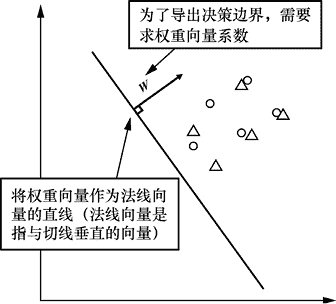 为了导出决策边界，需要
求权重向量系数
W
将权重向量作为法线向
量的直线（法线向量是
指与切线垂直的向量）